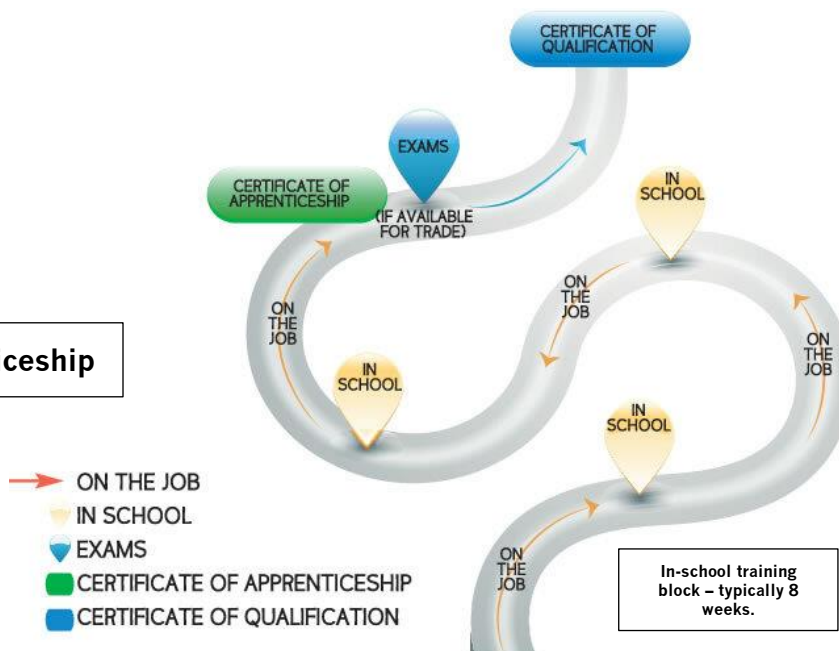 CERTIFICATE OF
QUALIFICATION
EXAMS
CERTIFICATE OF
APPRENTICESHIP
(IF AVAILABLE
FOR TRADE)
IN
SCHOOL
ON
THE
JOB
ON
THE
JOB
ON
THE
JOB
IN
SCHOOL
IN
SCHOOL
ceship
ON THE JOB
IN SCHOOL
EXAMS
CERTIFICATE OF APPRENTICESHIP
CERTIFICATE OF QUALIFICATION
ON
THE
JOB
In-school training
block – typically 8
weeks.